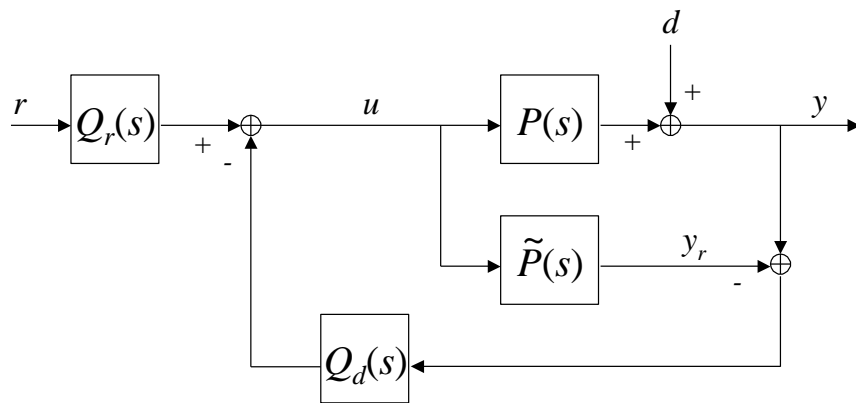 d
r
Q_r(s)
+
-
u
P(s)
+
+
y
P̃(s)
y_r
-
Q_d(s)